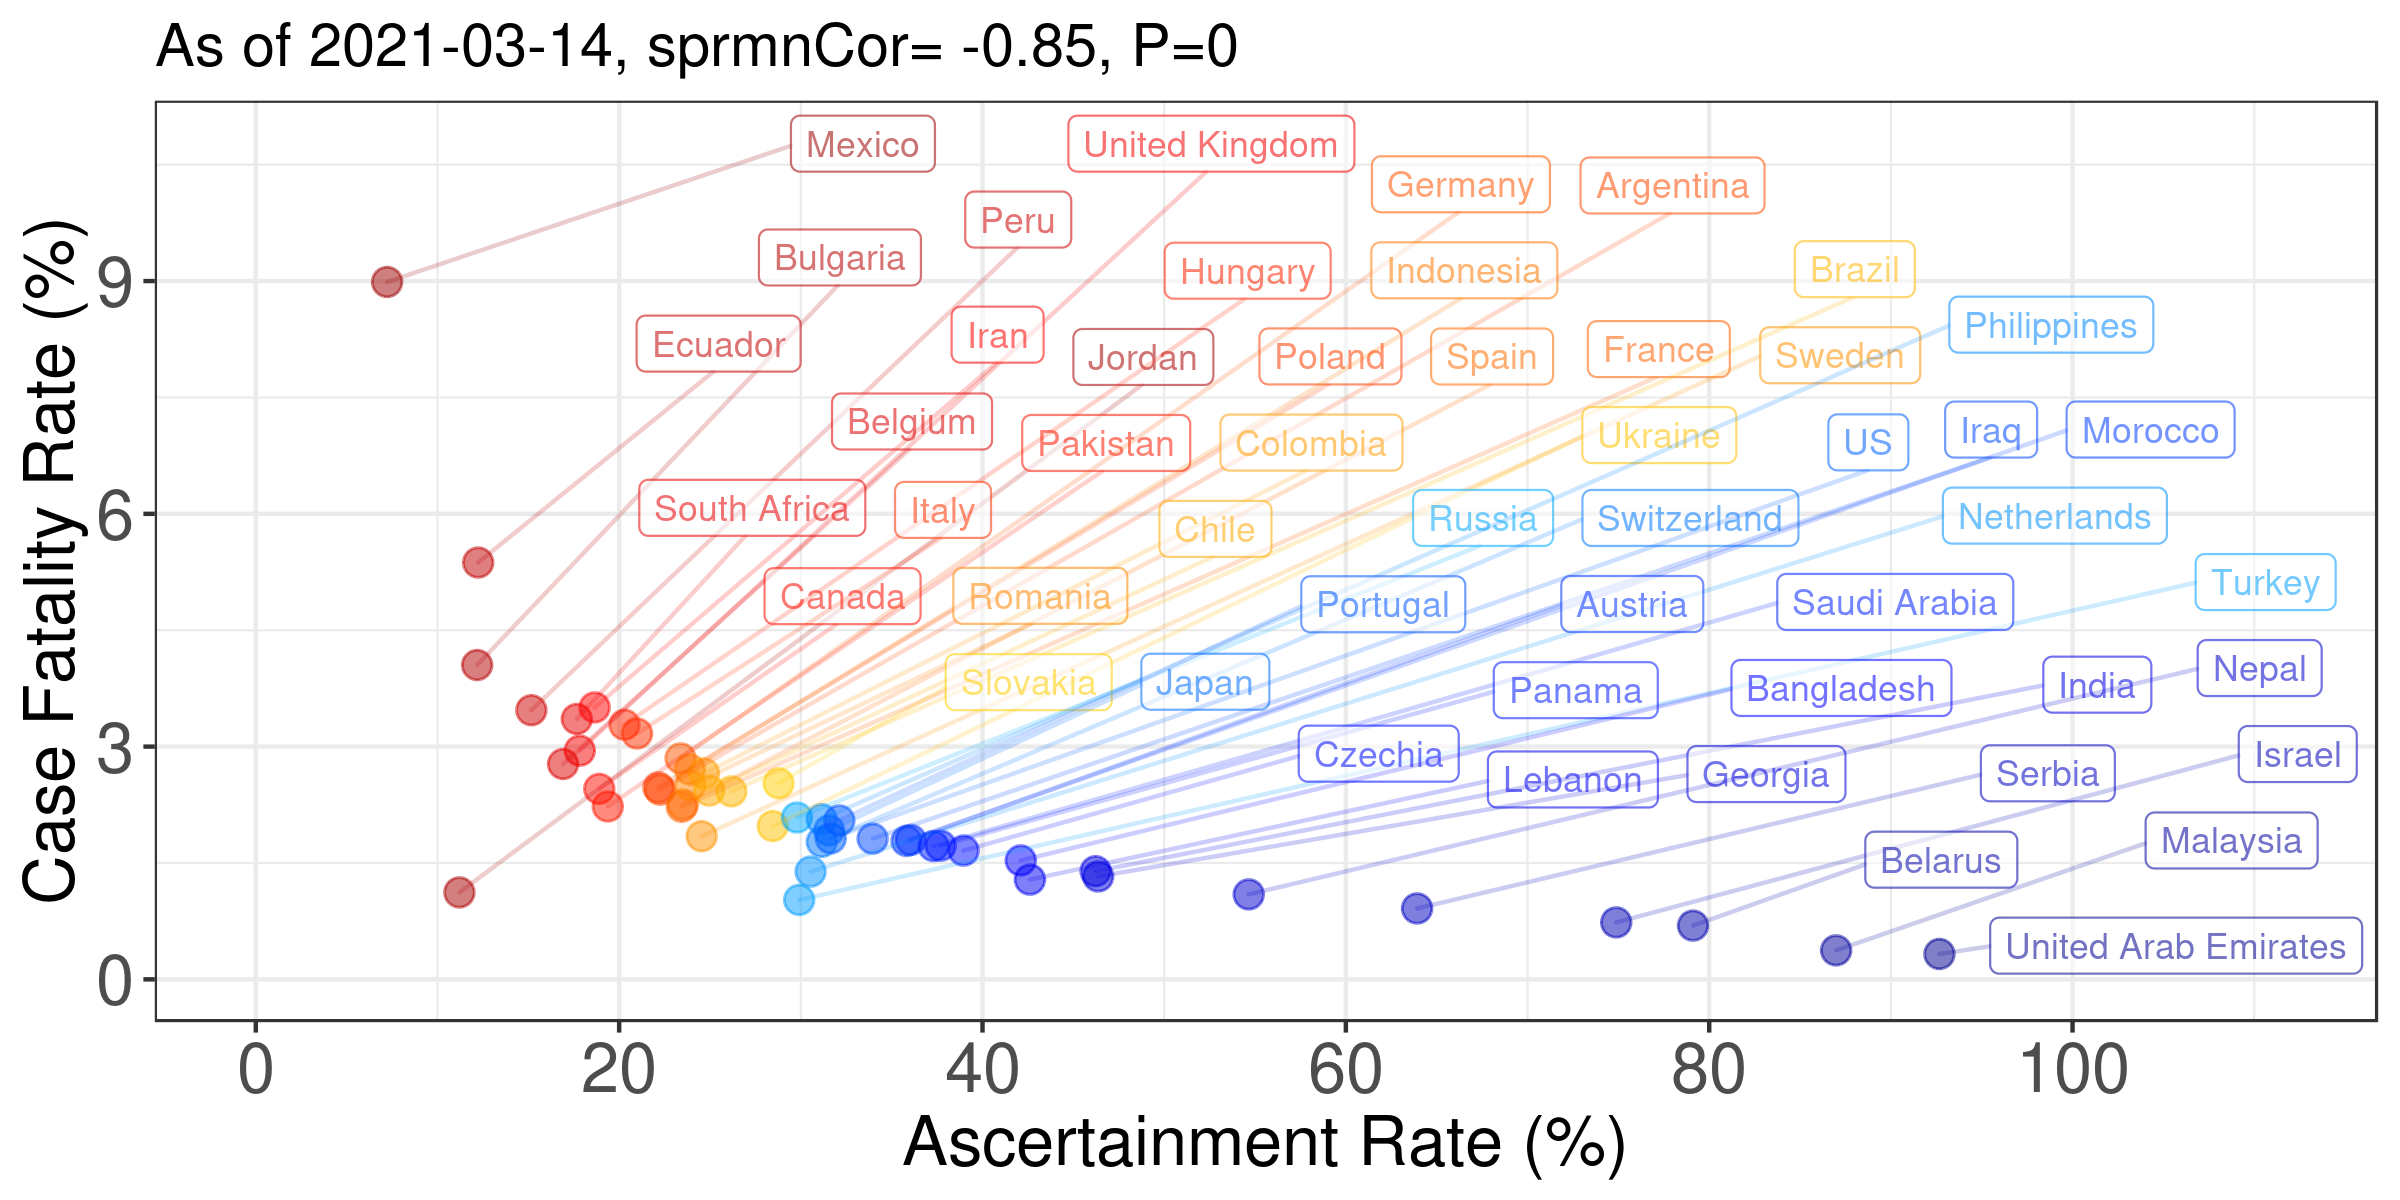 As of 2021-03-14, sprmnCor= -0.85, P=0
Case Fatality Rate (%)
9
6
3
0
Mexico
United Kingdom
Germany
Argentina
Peru
Bulgaria
Hungary
Indonesia
Brazil
Philippines
Ecuador
Iran
Jordan
Poland
Spain
France
Sweden
Belgium
Pakistan
Colombia
Ukraine
US
Iraq
Morocco
South Africa
Italy
Chile
Russia
Switzerland
Netherlands
Canada
Romania
Portugal
Austria
Saudi Arabia
Turkey
Slovakia
Japan
Panama
Bangladesh
India
Nepal
Czechia
Lebanon
Georgia
Serbia
Israel
Belarus
Malaysia
United Arab Emirates
0
20
40
60
80
100
Ascertainment Rate (%)